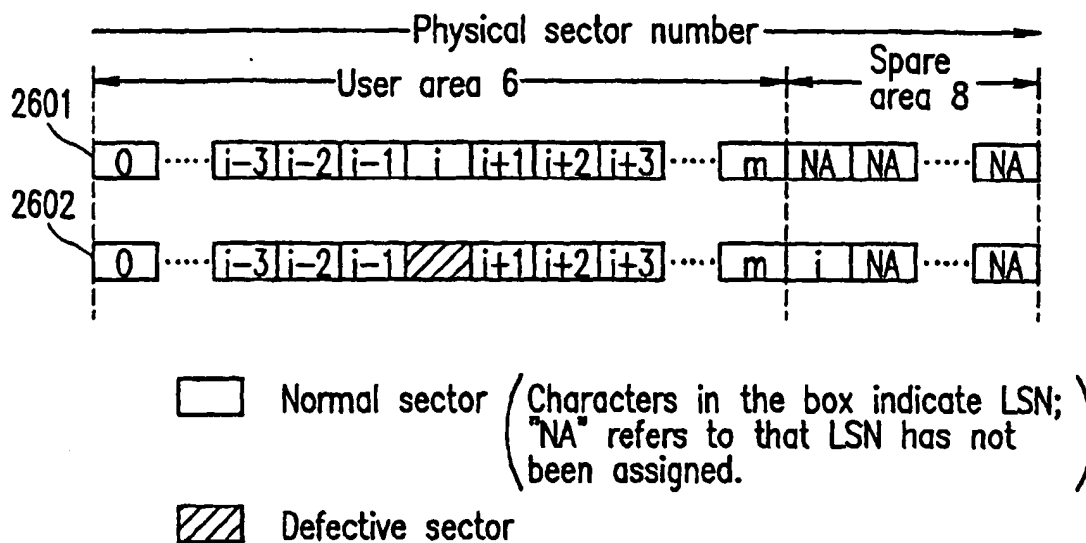 Physical sector number
User area 6
Spare
area 8
2601
0 ..... i-3 i-2 i-1 i i+1 i+2 i+3 ..... m NA NA ..... NA
2602
0 ..... i-3 i-2 i-1 i+1 i+2 i+3 ..... m i NA ..... NA
Normal sector (Characters in the box indicate LSN;
"NA" refers to that LSN has not
been assigned.)
Defective sector